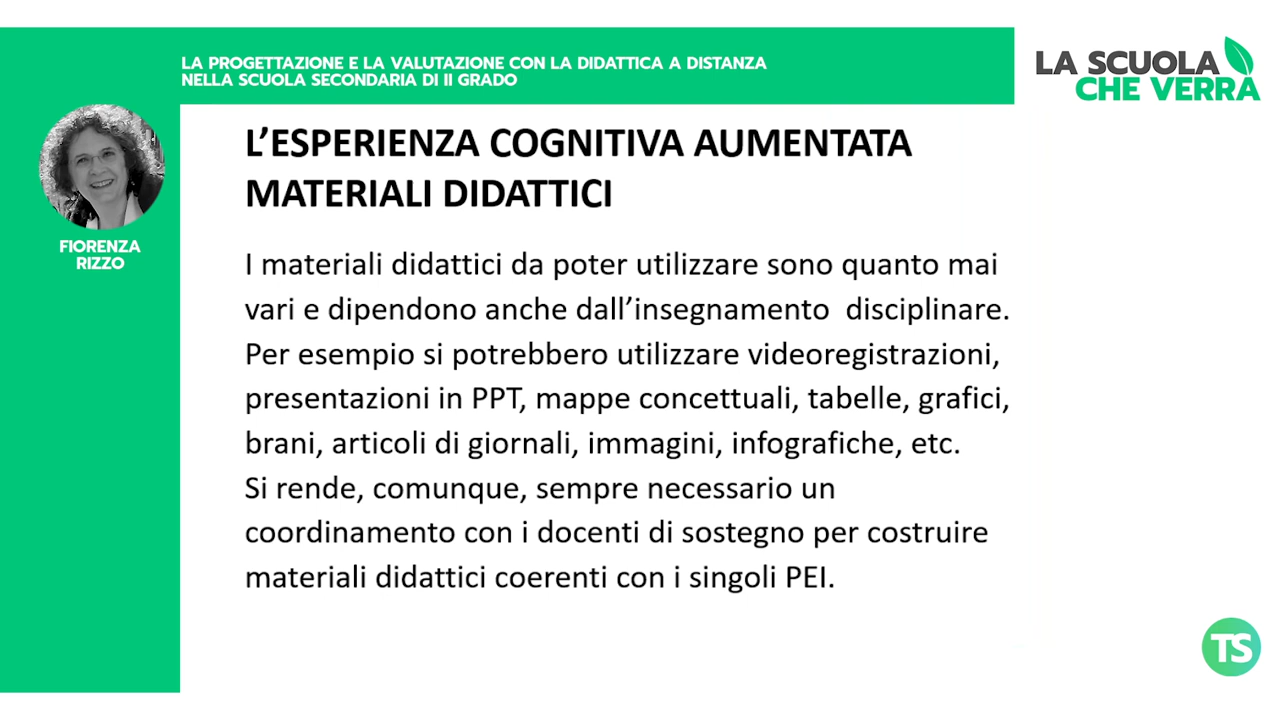 LA PROGETTAZIONE E LA VALUTAZIONE CON LA DIDATTICA A DISTANZA
NELLA SCUOLA SECONDARIA DI II GRADO
LA SCUOLA
CHE VERRA
FIORENZA
RIZZO
L’ESPERIENZA COGNITIVA AUMENTATA
MATERIALI DIDATTICI
I materiali didattici da poter utilizzare sono quanto mai
vari e dipendono anche dall’insegnamento  disciplinare.
Per esempio si potrebbero utilizzare videoregistrazioni,
presentazioni in PPT, mappe concettuali, tabelle, grafici,
brani, articoli di giornali, immagini, infografiche, etc.
Si rende, comunque, sempre necessario un
coordinamento con i docenti di sostegno per costruire
materiali didattici coerenti con i singoli PEI.
TS